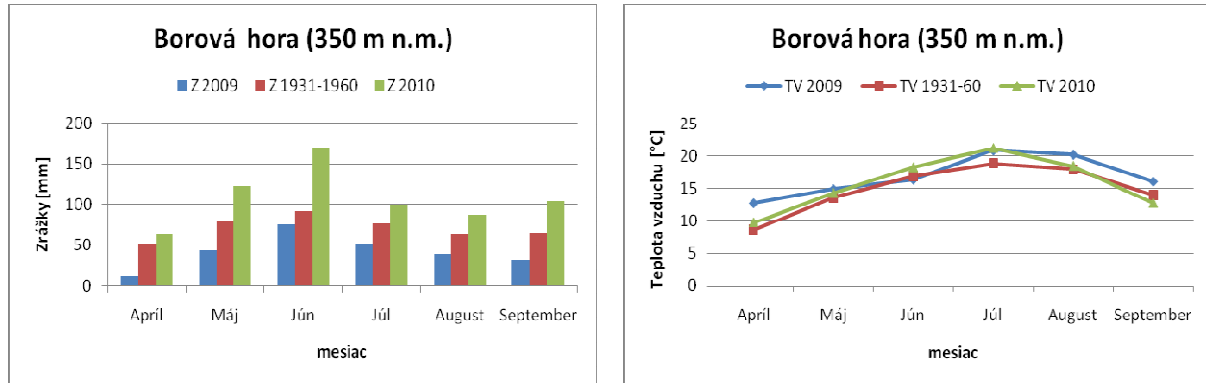 Borová hora (350 m n.m.)
Z 2009 Z 1931-1960 Z 2010
200
150
100
50
0
Zrážky [mm]
Apríl Máj Jún Júl August September
mesiac
Borová hora (350 m n.m.)
TV 2009 TV 1931-60 TV 2010
25
20
15
10
5
0
Teplota vzduchu [°C]
Apríl Máj Jún Júl August September
mesiac